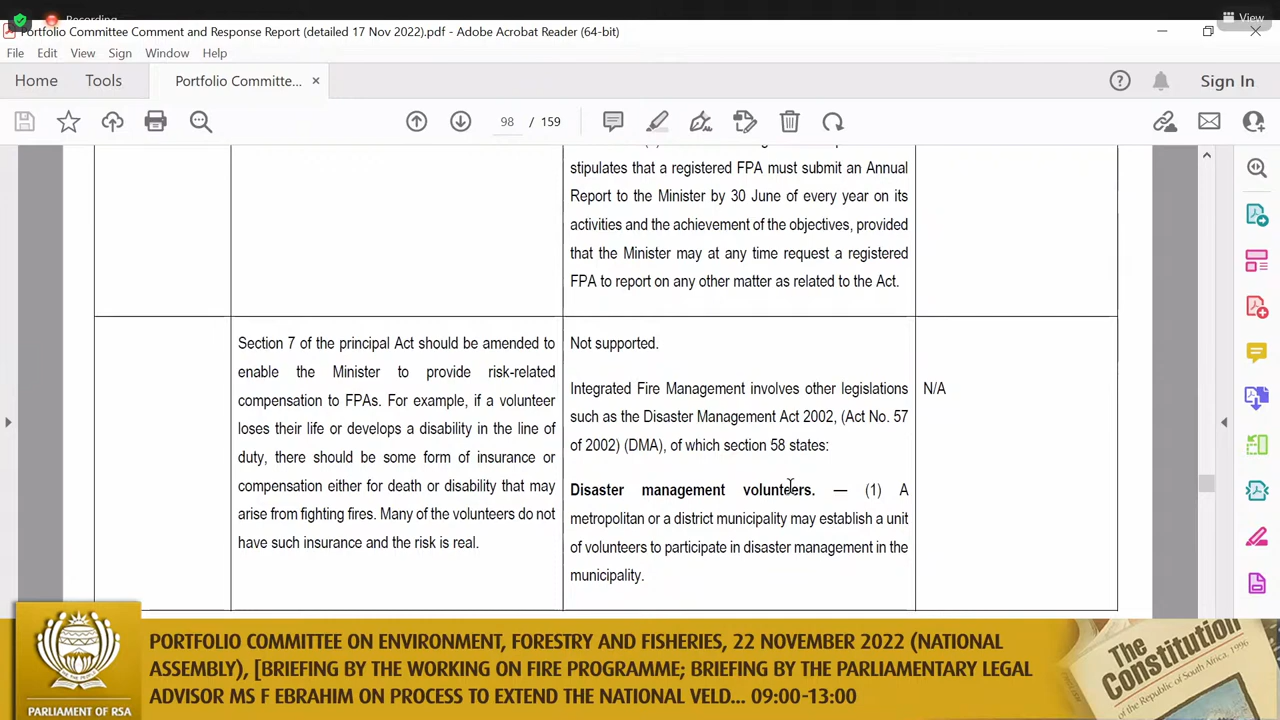 Recording
View
Portfolio Committee Comment and Response Report (detailed 17 Nov 2022).pdf - Adobe Acrobat Reader (64-bit)
File Edit View Sign Window Help
Home Tools Portfolio Committe... × Sign In
98 / 159
stipulates that a registered FPA must submit an Annual
Report to the Minister by 30 June of every year on its
activities and the achievement of the objectives, provided
that the Minister may at any time request a registered
FPA to report on any other matter as related to the Act.
Section 7 of the principal Act should be amended to
enable the Minister to provide risk-related
compensation to FPAs. For example, if a volunteer
loses their life or develops a disability in the line of
duty, there should be some form of insurance or
compensation either for death or disability that may
arise from fighting fires. Many of the volunteers do not
have such insurance and the risk is real.
Not supported.
Integrated Fire Management involves other legislations
such as the Disaster Management Act 2002, (Act No. 57
of 2002) (DMA), of which section 58 states:
Disaster management volunteers. — (1) A
metropolitan or a district municipality may establish a unit
of volunteers to participate in disaster management in the
municipality.
N/A
PARLIAMENT OF RSA
PORTFOLIO COMMITTEE ON ENVIRONMENT, FORESTRY AND FISHERIES, 22 NOVEMBER 2022 (NATIONAL
ASSEMBLY), [BRIEFING BY THE WORKING ON FIRE PROGRAMME; BRIEFING BY THE PARLIAMENTARY LEGAL
ADVISOR MS F EBRAHIM ON PROCESS TO EXTEND THE NATIONAL VELD... 09:00-13:00
The
Constitution
of the Republic of South Africa, 1996